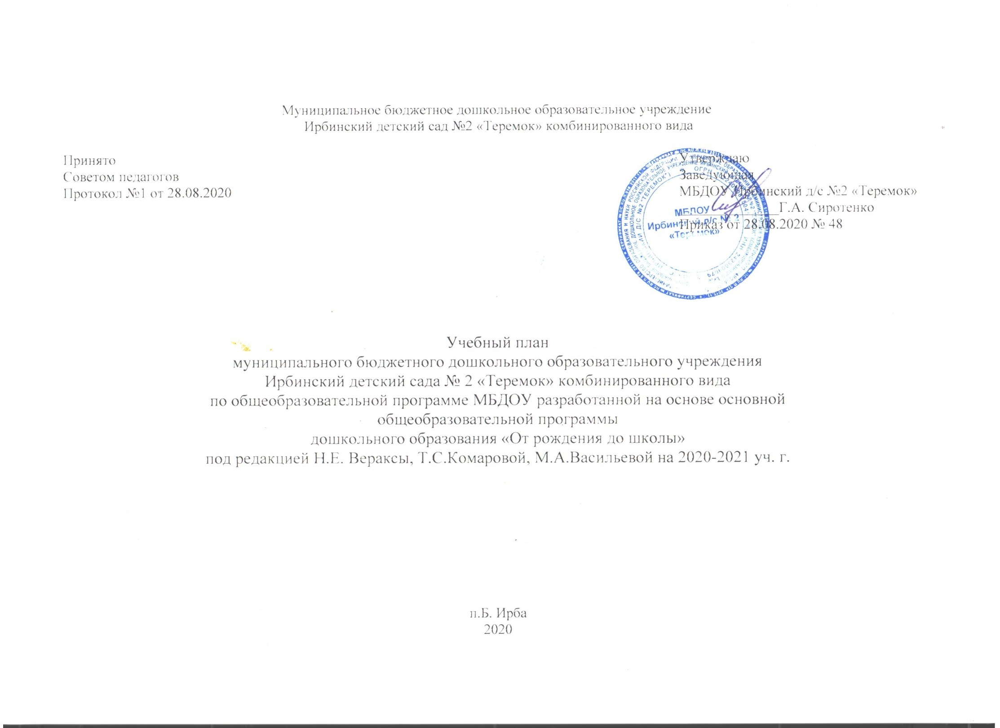 Муниципальное бюджетное дошкольное образовательное учреждение
Ирбинский детский сад №2 «Теремок» комбинированного вида
Принято
Советом педагогов
Протокол №1 от 28.08.2020
Утверждаю
Заведующая
МБДОУ Ирбинский д/с №2 «Теремок»
Г.А. Сиротенко
Приказ от 28.08.2020 № 48
МБДОУ
Ирбинский д/с № 2
«Теремок»
Учебный план
муниципального бюджетного дошкольного образовательного учреждения
Ирбинский детский сада № 2 «Теремок» комбинированного вида
по общеобразовательной программе МБДОУ разработанной на основе основной
общеобразовательной программы
дошкольного образования «От рождения до школы»
под редакцией Н.Е. Вераксы, Т.С.Комаровой, М.А.Васильевой на 2020-2021 уч. г.
п.Б. Ирба
2020